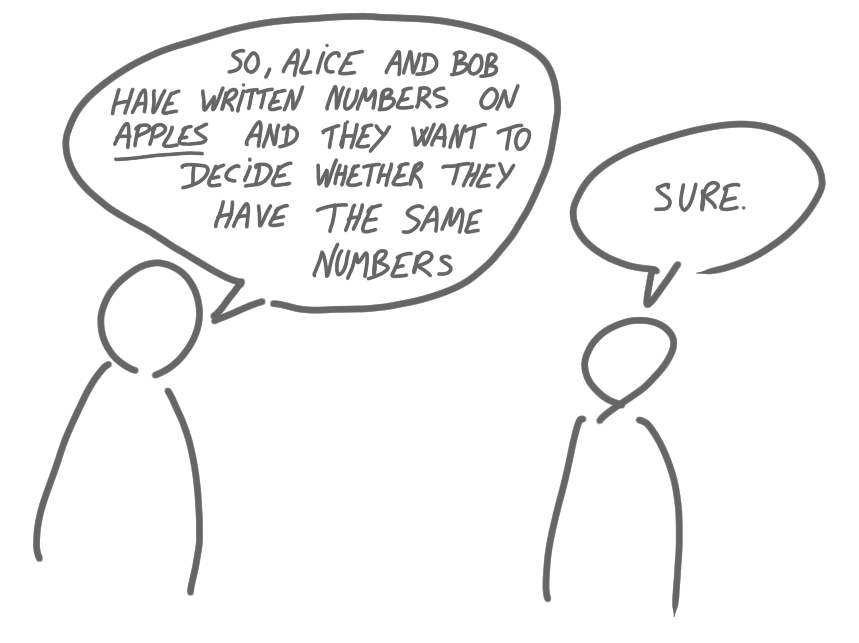 SO, ALiCE AND BOB
HAVE WRiTTEN NUMBERS ON
APPLES AND THEY WANT TO
DECiDE WHETHER THEY
HAVE THE SAME
NUMBERS
SURE.